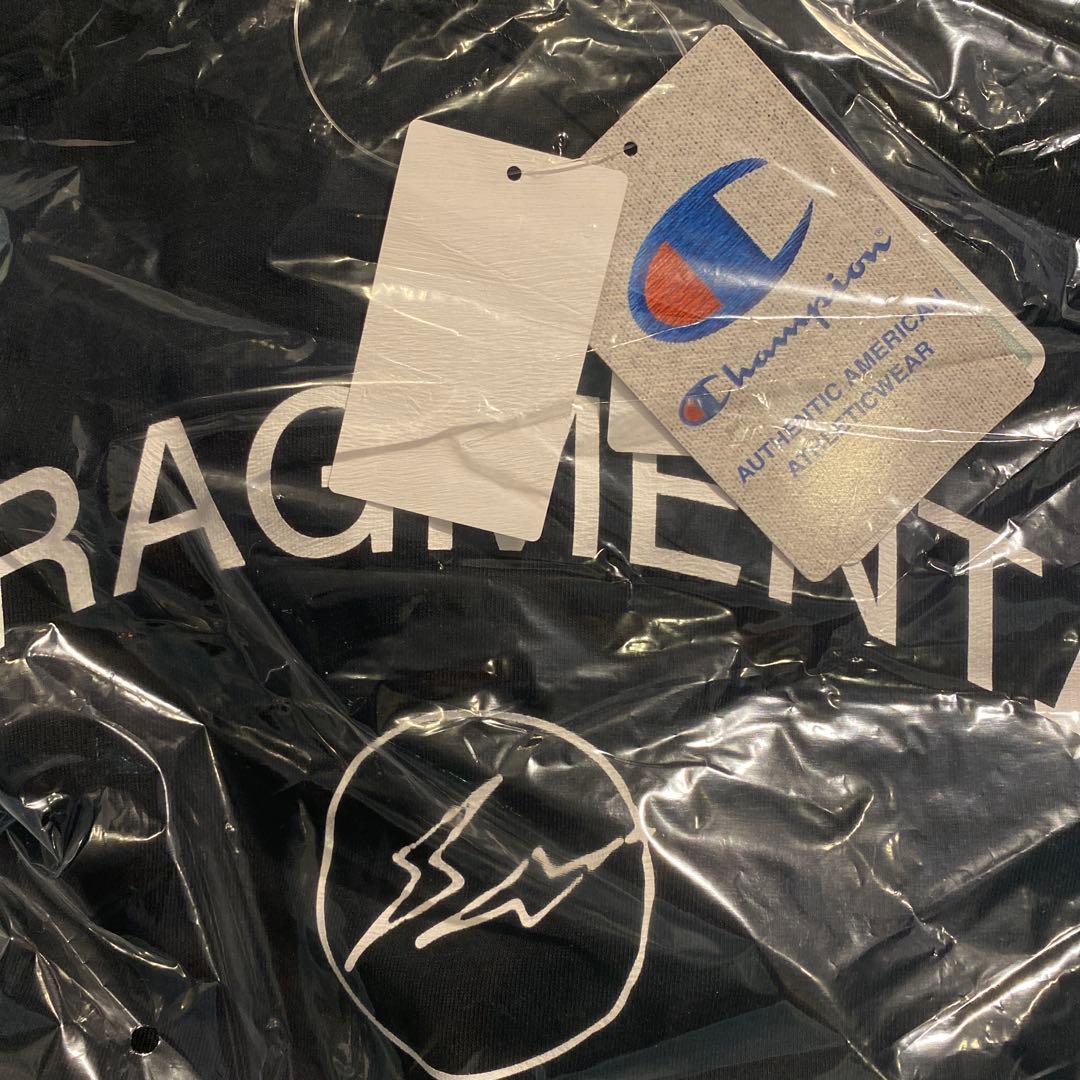 Champion®
AUTHENTIC AMERICAN
ATHLETICWEAR
RAGMENT